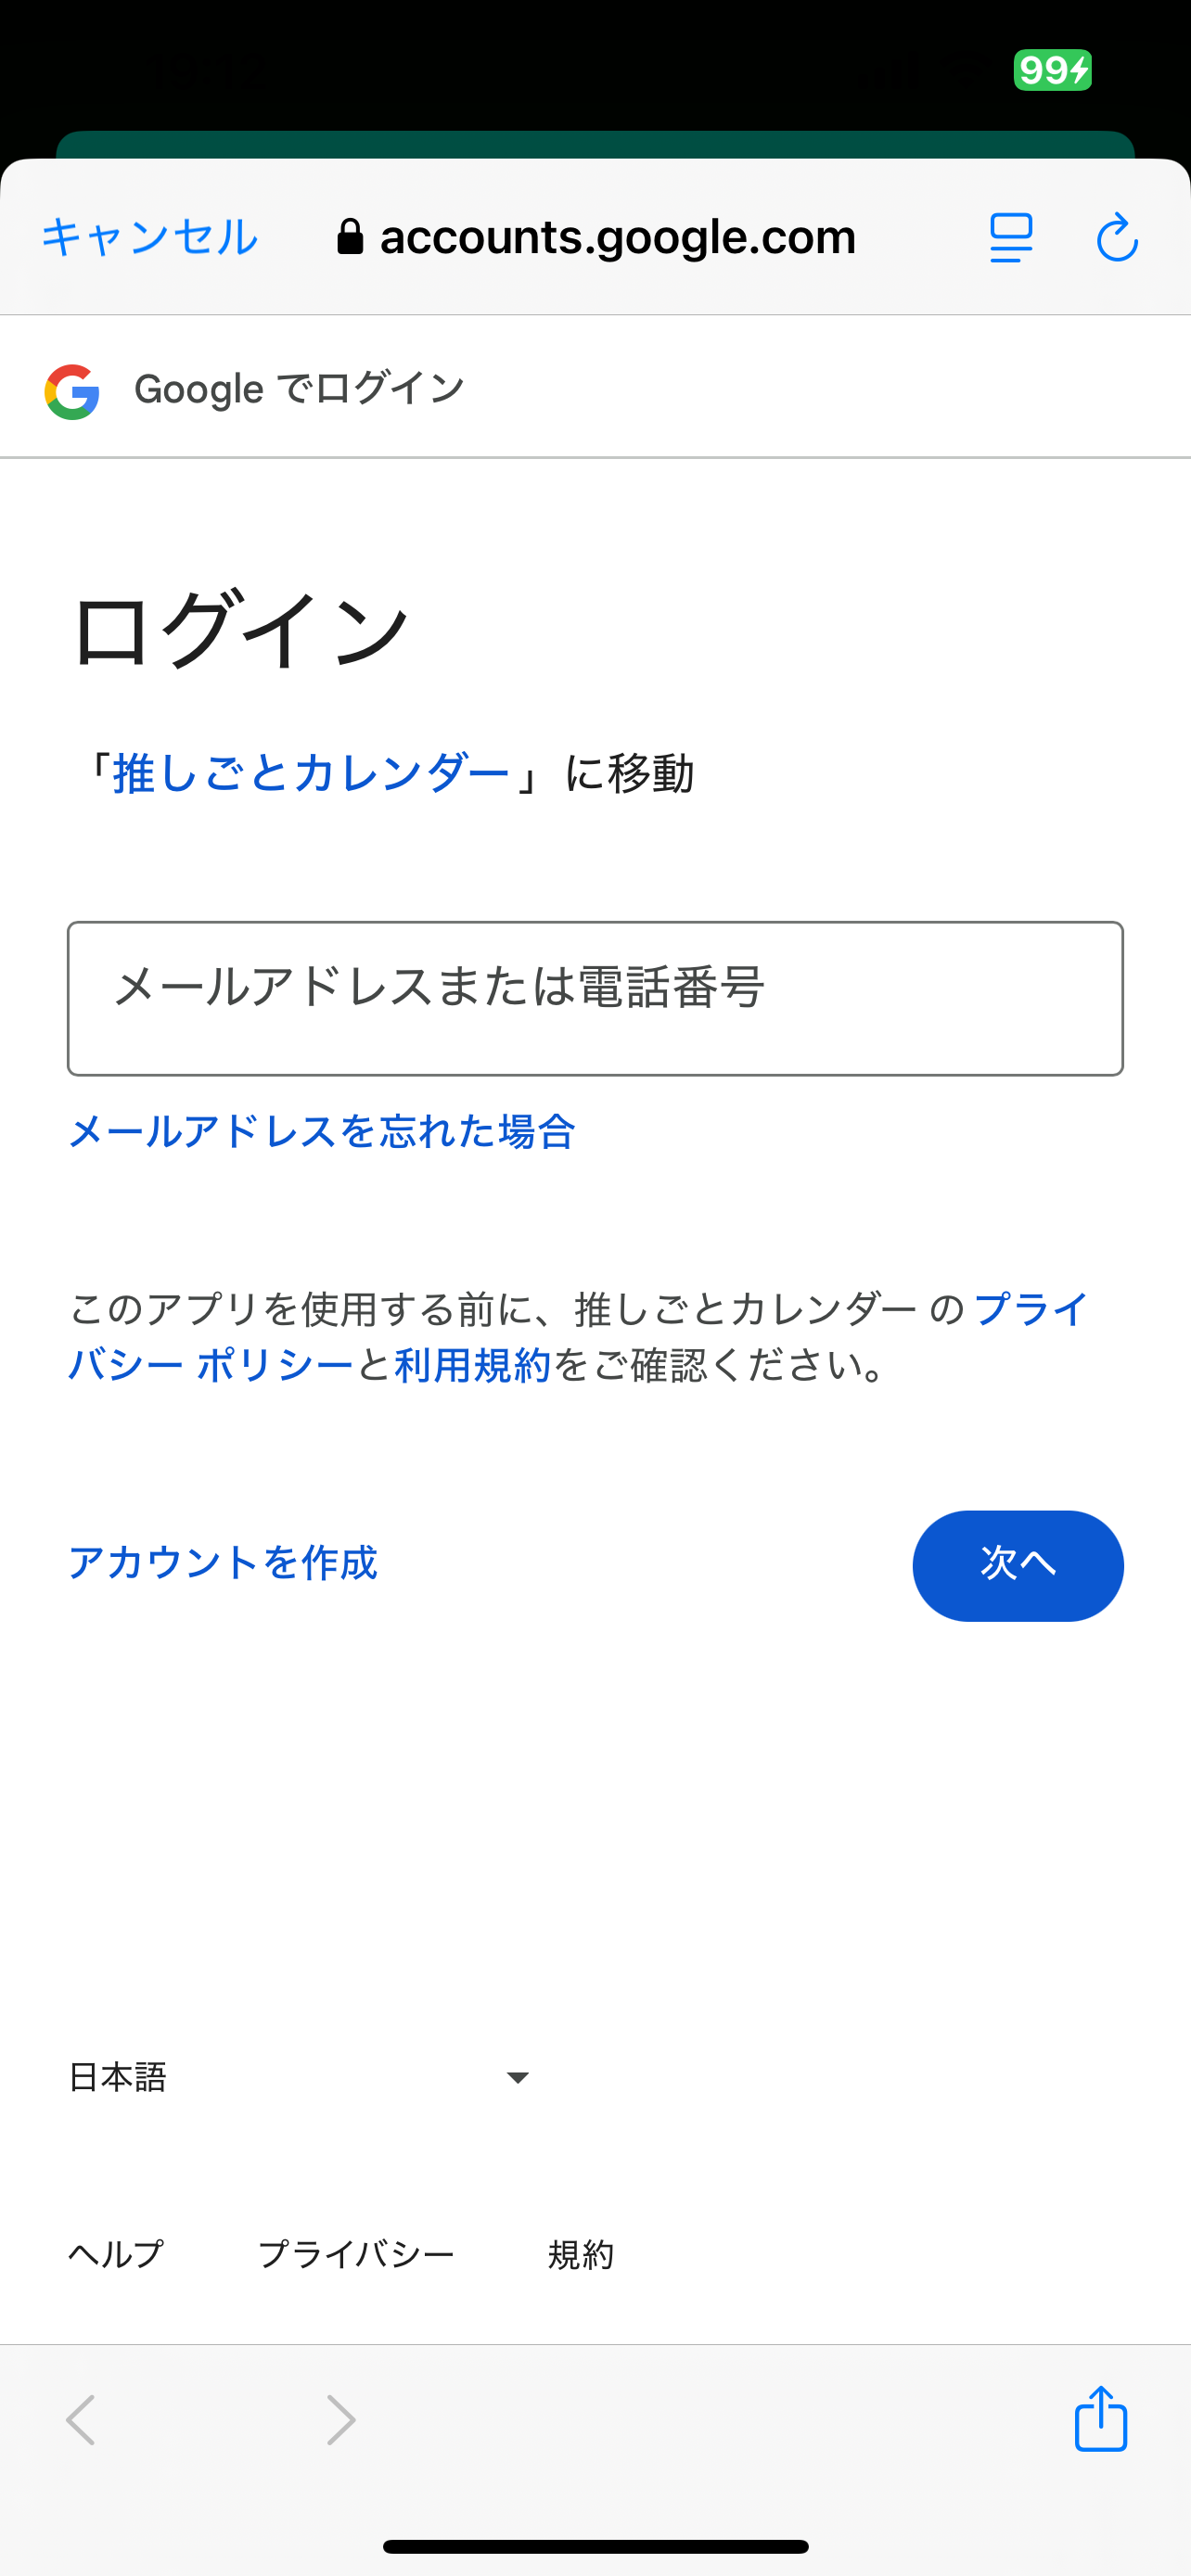 99
キャンセル
accounts.google.com
Google でログイン
ログイン
「推しごとカレンダー」に移動
メールアドレスまたは電話番号
メールアドレスを忘れた場合
このアプリを使用する前に、推しごとカレンダー のプライ
バシー ポリシーと利用規約をご確認ください。
アカウントを作成
次へ
日本語
ヘルプ
プライバシー
規約